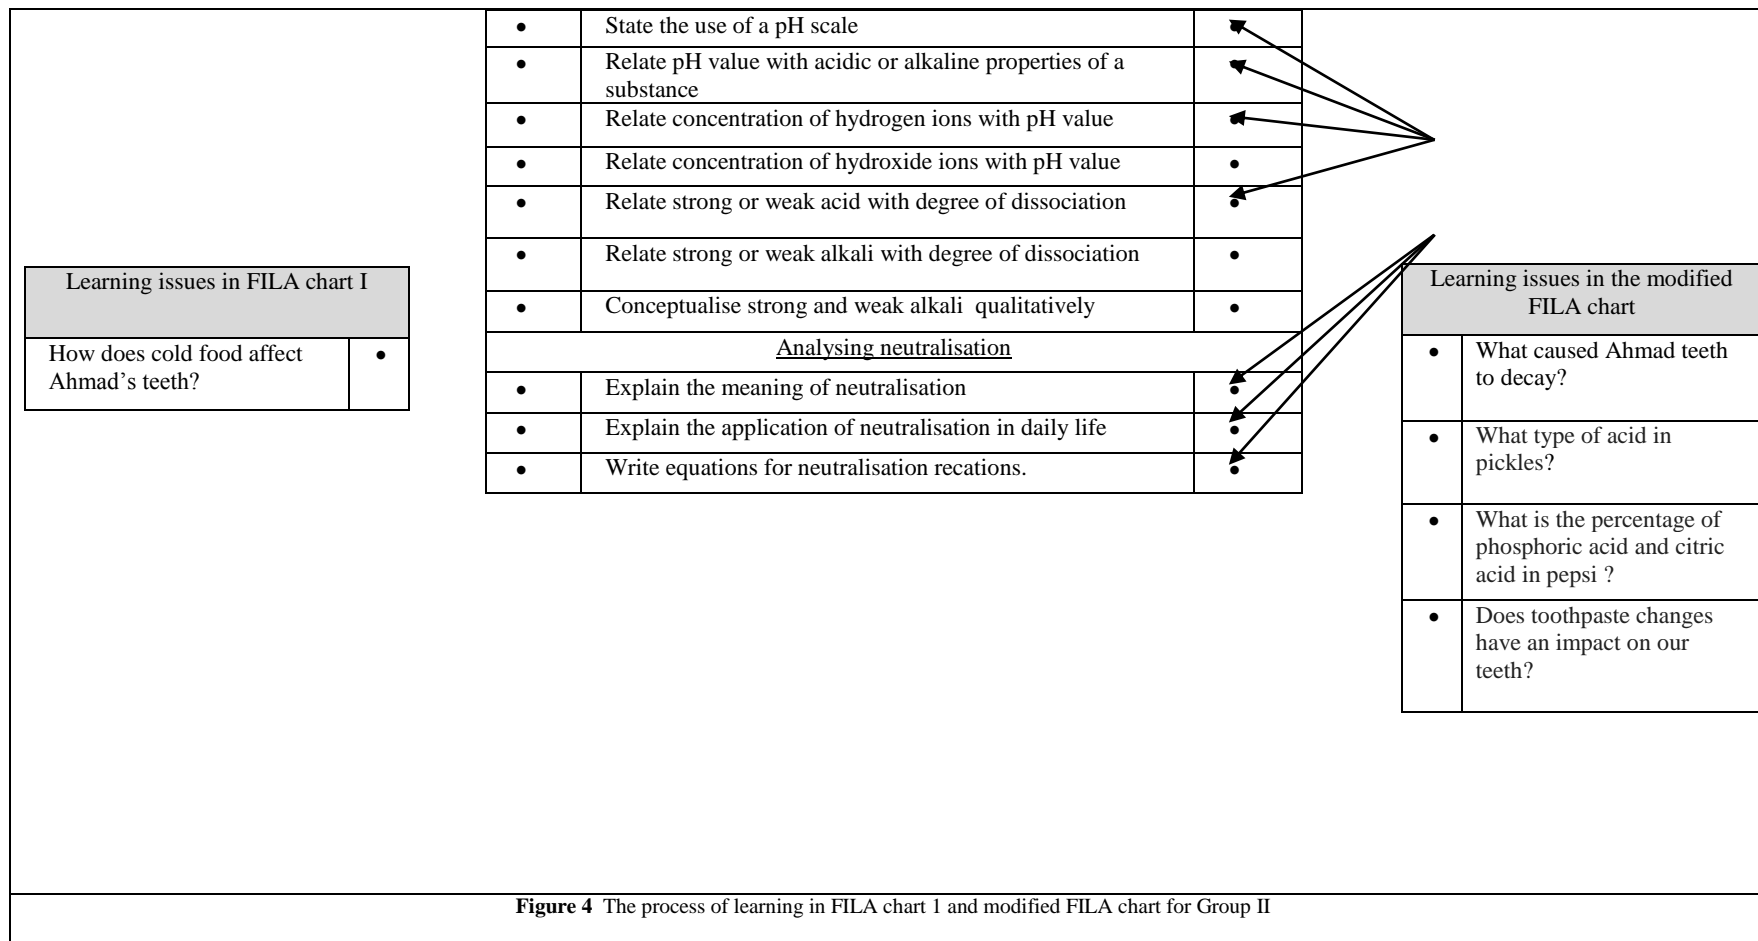 State the use of a pH scale
Relate pH value with acidic or alkaline properties of a
substance
Relate concentration of hydrogen ions with pH value
Relate concentration of hydroxide ions with pH value
Relate strong or weak acid with degree of dissociation
Relate strong or weak alkali with degree of dissociation
Conceptualise strong and weak alkali qualitatively
Analysing neutralisation
Explain the meaning of neutralisation
Explain the application of neutralisation in daily life
Write equations for neutralisation recations.
Learning issues in FILA chart I
How does cold food affect
Ahmad’s teeth?
Learning issues in the modified
FILA chart
What caused Ahmad teeth
to decay?
What type of acid in
pickles?
What is the percentage of
phosphoric acid and citric
acid in pepsi ?
Does toothpaste changes
have an impact on our
teeth?
Figure 4 The process of learning in FILA chart 1 and modified FILA chart for Group II